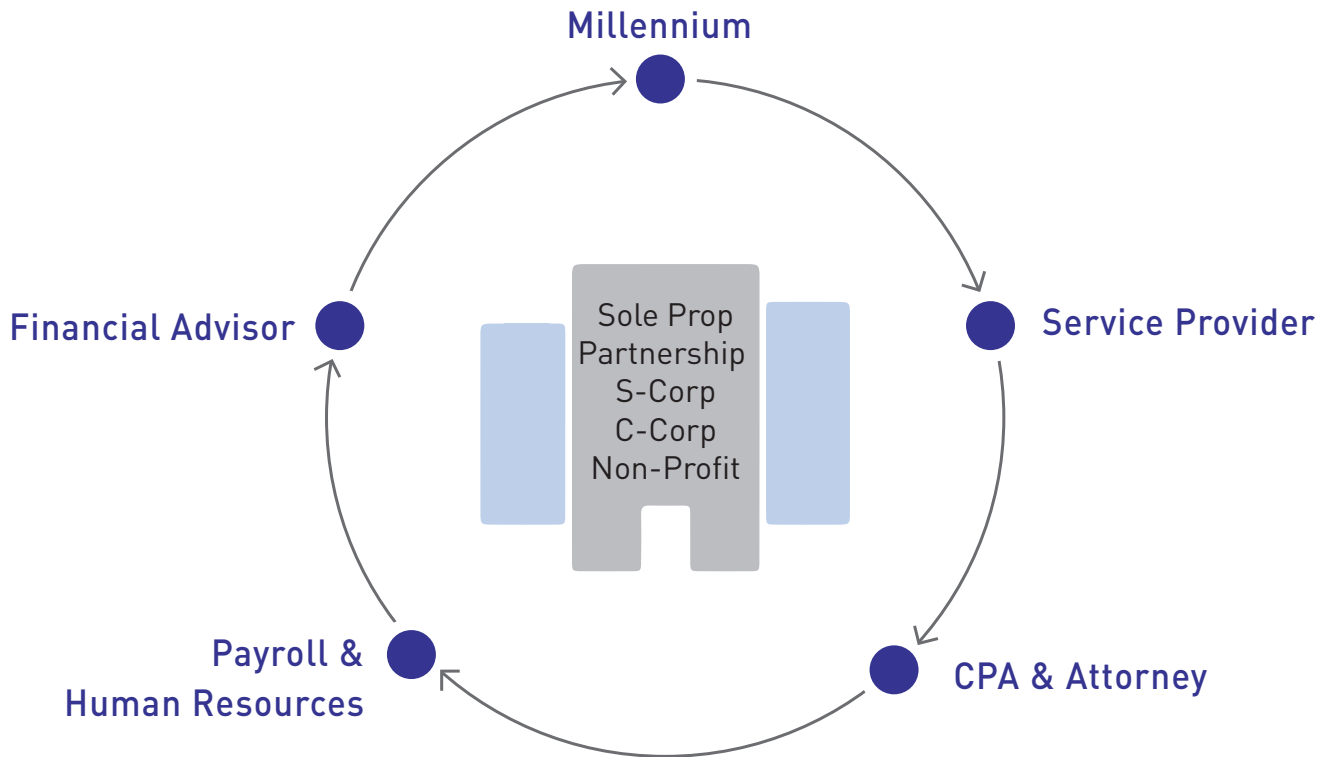 Millennium
Service Provider
CPA & Attorney
Payroll &
Human Resources
Financial Advisor
Sole Prop
Partnership
S-Corp
C-Corp
Non-Profit